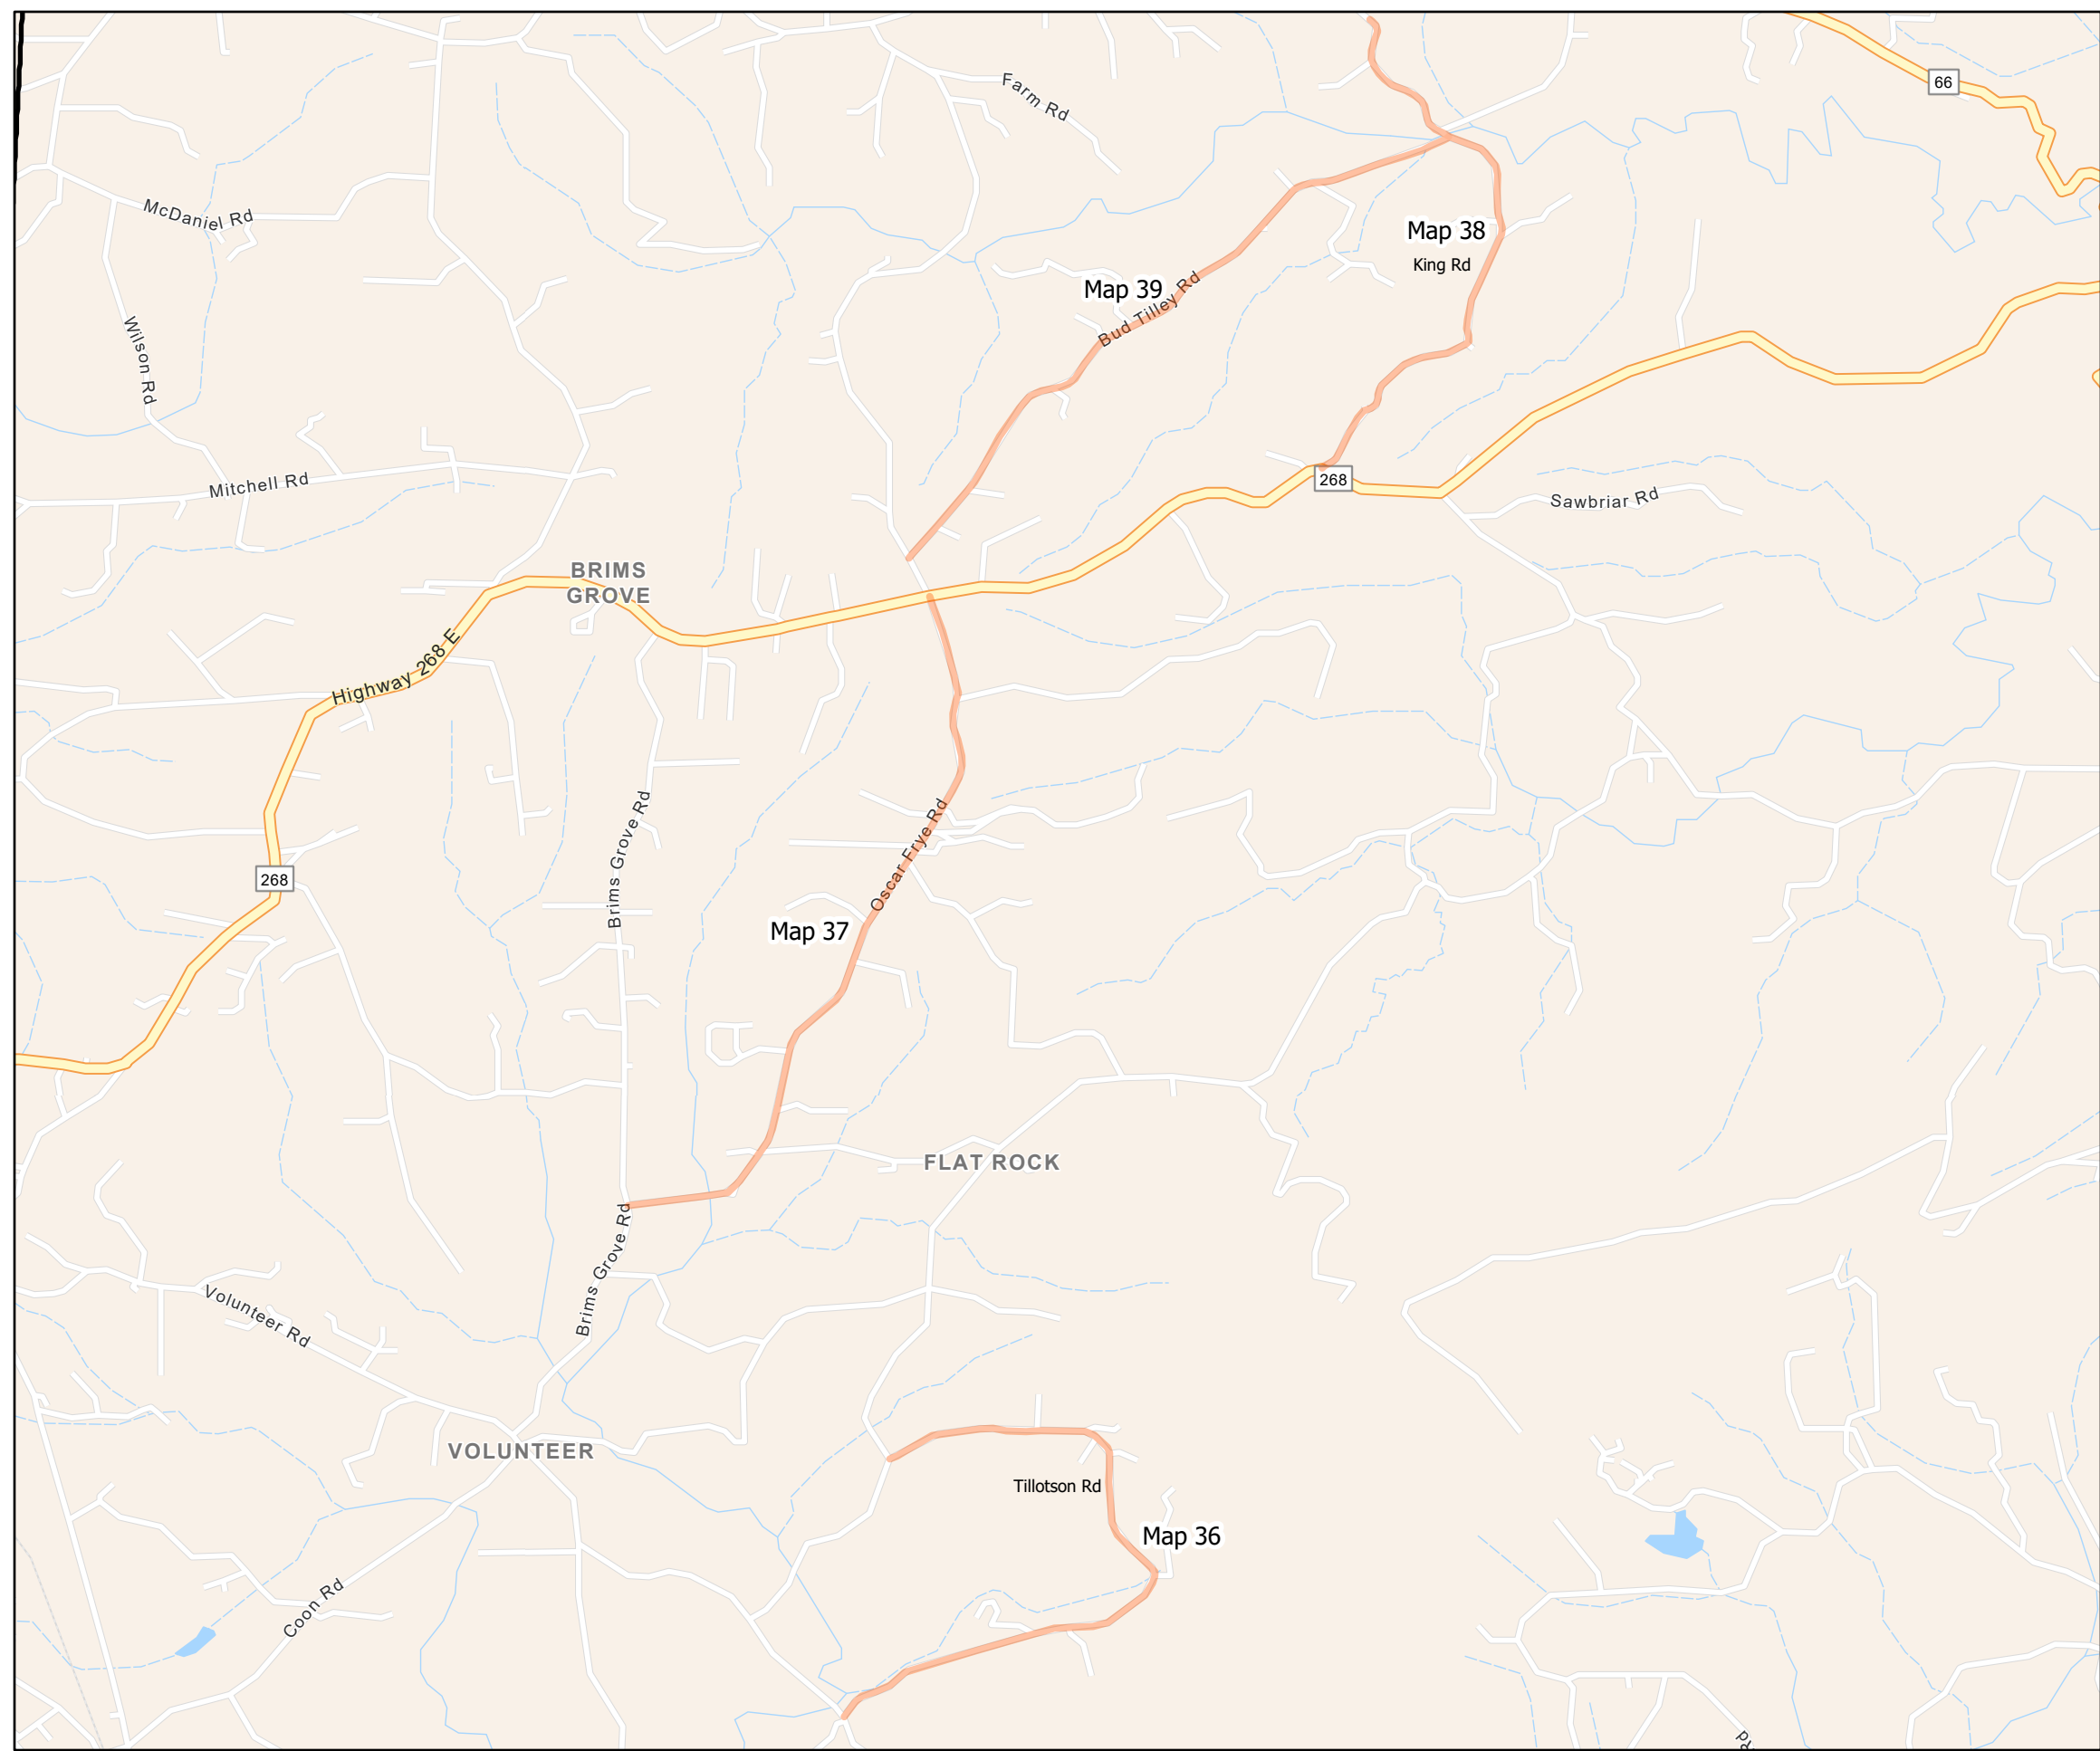 66
Farm Rd
McDaniel Rd
Map 38
King Rd
Map 39
Bud Tilley Rd
Wilson Rd
Mitchell Rd
268
Sawbriar Rd
BRIMS
GROVE
Highway 268 E
Brims Grove Rd
Oscar Frye Rd
268
Map 37
FLAT ROCK
Brims Grove Rd
Volunteer Rd
VOLUNTEER
Tillotson Rd
Map 36
Coon Rd
Rd